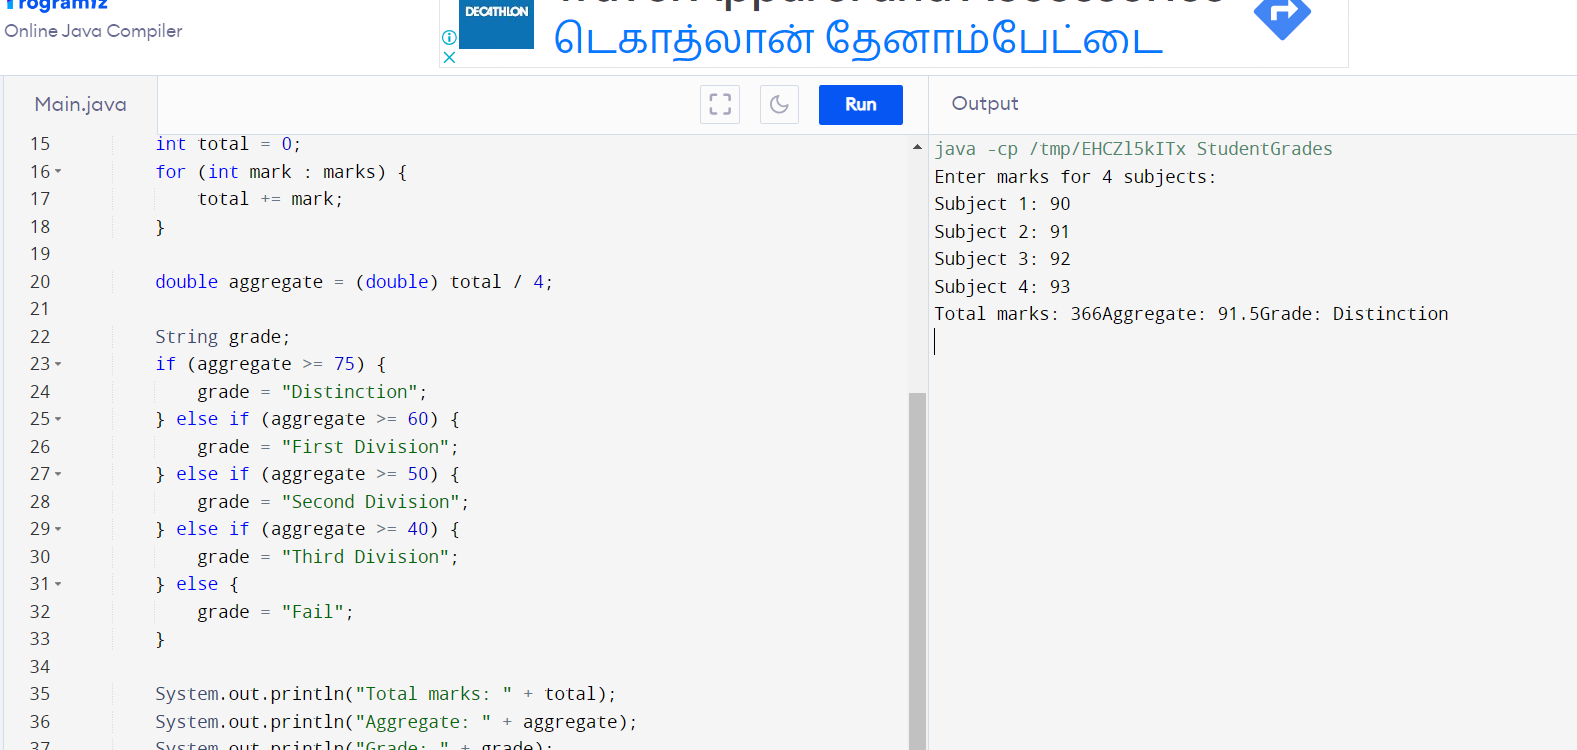 Programiz
Online Java Compiler
DECATHLON
டெகாத்லான் தேனாம்பேட்டை
Main.java
Run
Output
15 int total = 0;
16 for (int mark : marks) {
17 total += mark;
18 }
19
20 double aggregate = (double) total / 4;
21
22 String grade;
23 if (aggregate >= 75) {
24 grade = "Distinction";
25 } else if (aggregate >= 60) {
26 grade = "First Division";
27 } else if (aggregate >= 50) {
28 grade = "Second Division";
29 } else if (aggregate >= 40) {
30 grade = "Third Division";
31 } else {
32 grade = "Fail";
33 }
34
35 System.out.println("Total marks: " + total);
36 System.out.println("Aggregate: " + aggregate);
37 System.out.println("Grade: " + grade);
java -cp /tmp/EHCZl5kITx StudentGrades
Enter marks for 4 subjects:
Subject 1: 90
Subject 2: 91
Subject 3: 92
Subject 4: 93
Total marks: 366Aggregate: 91.5Grade: Distinction